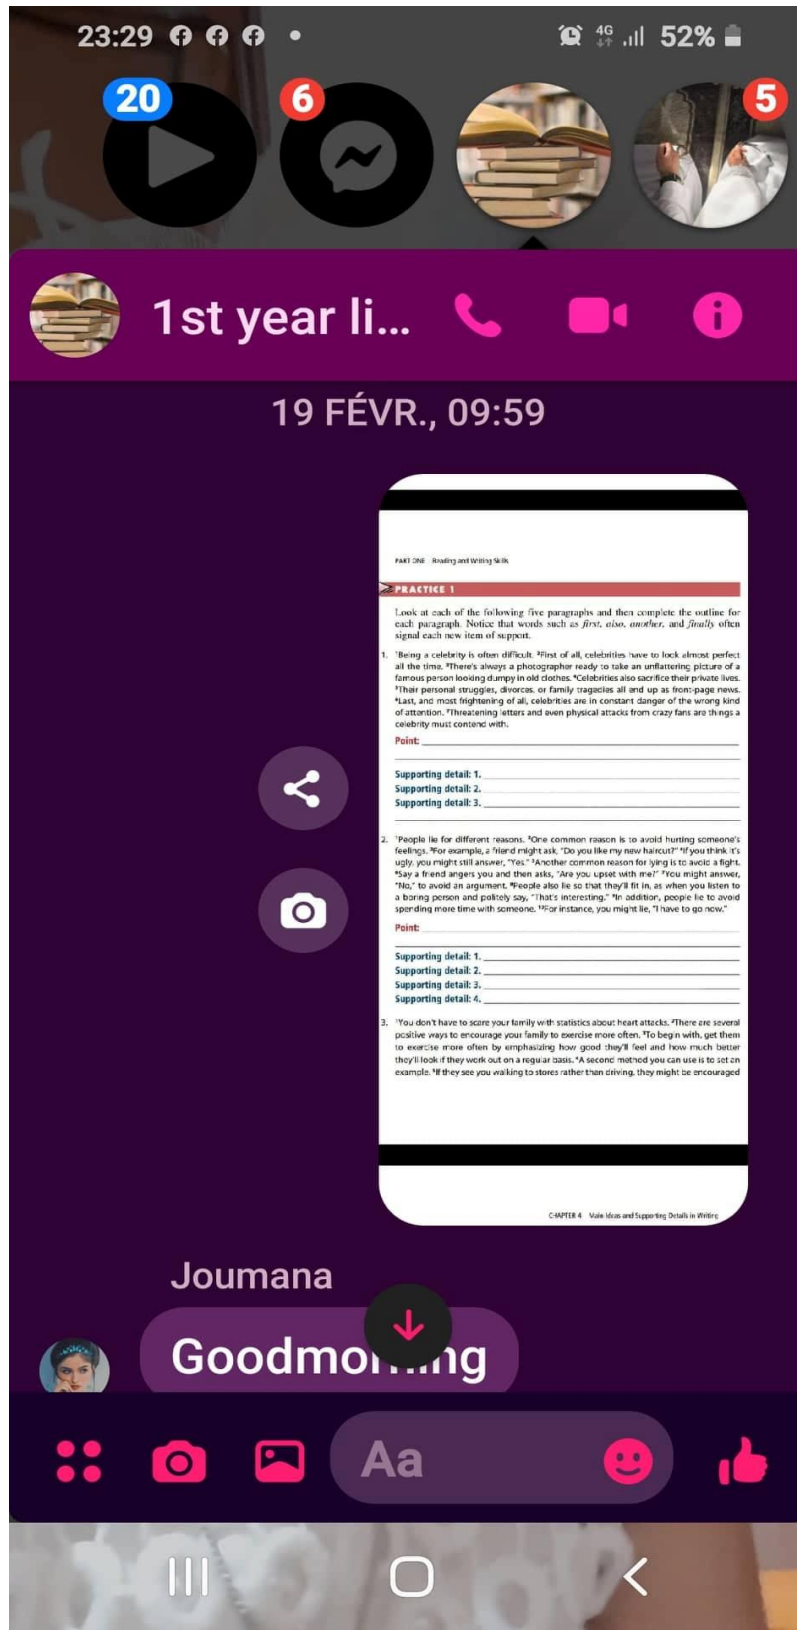 23:29
4G
52%
20
6
5
1st year li...
19 FÉVR., 09:59
PART ONE Reading and Writing Skills
PRACTICE 1
Look at each of the following five paragraphs and then complete the outline for
each paragraph. Notice that words such as first, also, another, and finally often
signal each new item of support.
1. ¹Being a celebrity is often difficult. ²First of all, celebrities have to look almost perfect
all the time. ³There's always a photographer ready to take an unflattering picture of a
famous person looking dumpy in old clothes. ⁴Celebrities also sacrifice their private lives.
⁵Their personal struggles, divorces, or family tragedies all end up as front-page news.
⁶Last, and most frightening of all, celebrities are in constant danger of the wrong kind
of attention. ⁷Threatening letters and even physical attacks from crazy fans are things a
celebrity must contend with.
Point:
Supporting detail: 1.
Supporting detail: 2.
Supporting detail: 3.
2. ¹People lie for different reasons. ²One common reason is to avoid hurting someone's
feelings. ³For example, a friend might ask, "Do you like my new haircut?" ⁴If you think it's
ugly, you might still answer, "Yes." ⁵Another common reason for lying is to avoid a fight.
⁶Say a friend angers you and then asks, "Are you upset with me?" ⁷You might answer,
"No," to avoid an argument. ⁸People also lie so that they'll fit in, as when you listen to
a boring person and politely say, "That's interesting." ⁹In addition, people lie to avoid
spending more time with someone. ¹⁰For instance, you might lie, "I have to go now."
Point:
Supporting detail: 1.
Supporting detail: 2.
Supporting detail: 3.
Supporting detail: 4.
3. ¹You don't have to scare your family with statistics about heart attacks. ²There are several
positive ways to encourage your family to exercise more often. ³To begin with, get them
to exercise more often by emphasizing how good they'll feel and how much better
they'll look if they work out on a regular basis. ⁴A second method you can use is to set an
example. ⁵If they see you walking to stores rather than driving, they might be encouraged
CHAPTER 4 Main Ideas and Supporting Details in Writing
Joumana
Goodmorning
Aa